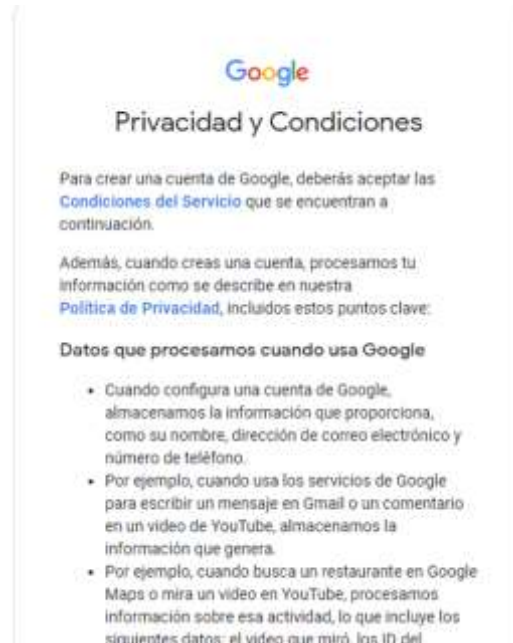 Google
Privacidad y Condiciones
Para crear una cuenta de Google, deberás aceptar las
Condiciones del Servicio que se encuentran a
continuación.
Además, cuando creas una cuenta, procesamos tu
información como se describe en nuestra
Política de Privacidad, incluidos estos puntos clave:
Datos que procesamos cuando usa Google
• Cuando configura una cuenta de Google,
almacenamos la información que proporciona,
como su nombre, dirección de correo electrónico y
número de teléfono.
• Por ejemplo, cuando usa los servicios de Google
para escribir un mensaje en Gmail o un comentario
en un video de YouTube, almacenamos la
información que genera.
• Por ejemplo, cuando busca un restaurante en Google
Maps o mira un video en YouTube, procesamos
información sobre esa actividad, lo que incluye los
siguientes datos: el video que miró, los ID del